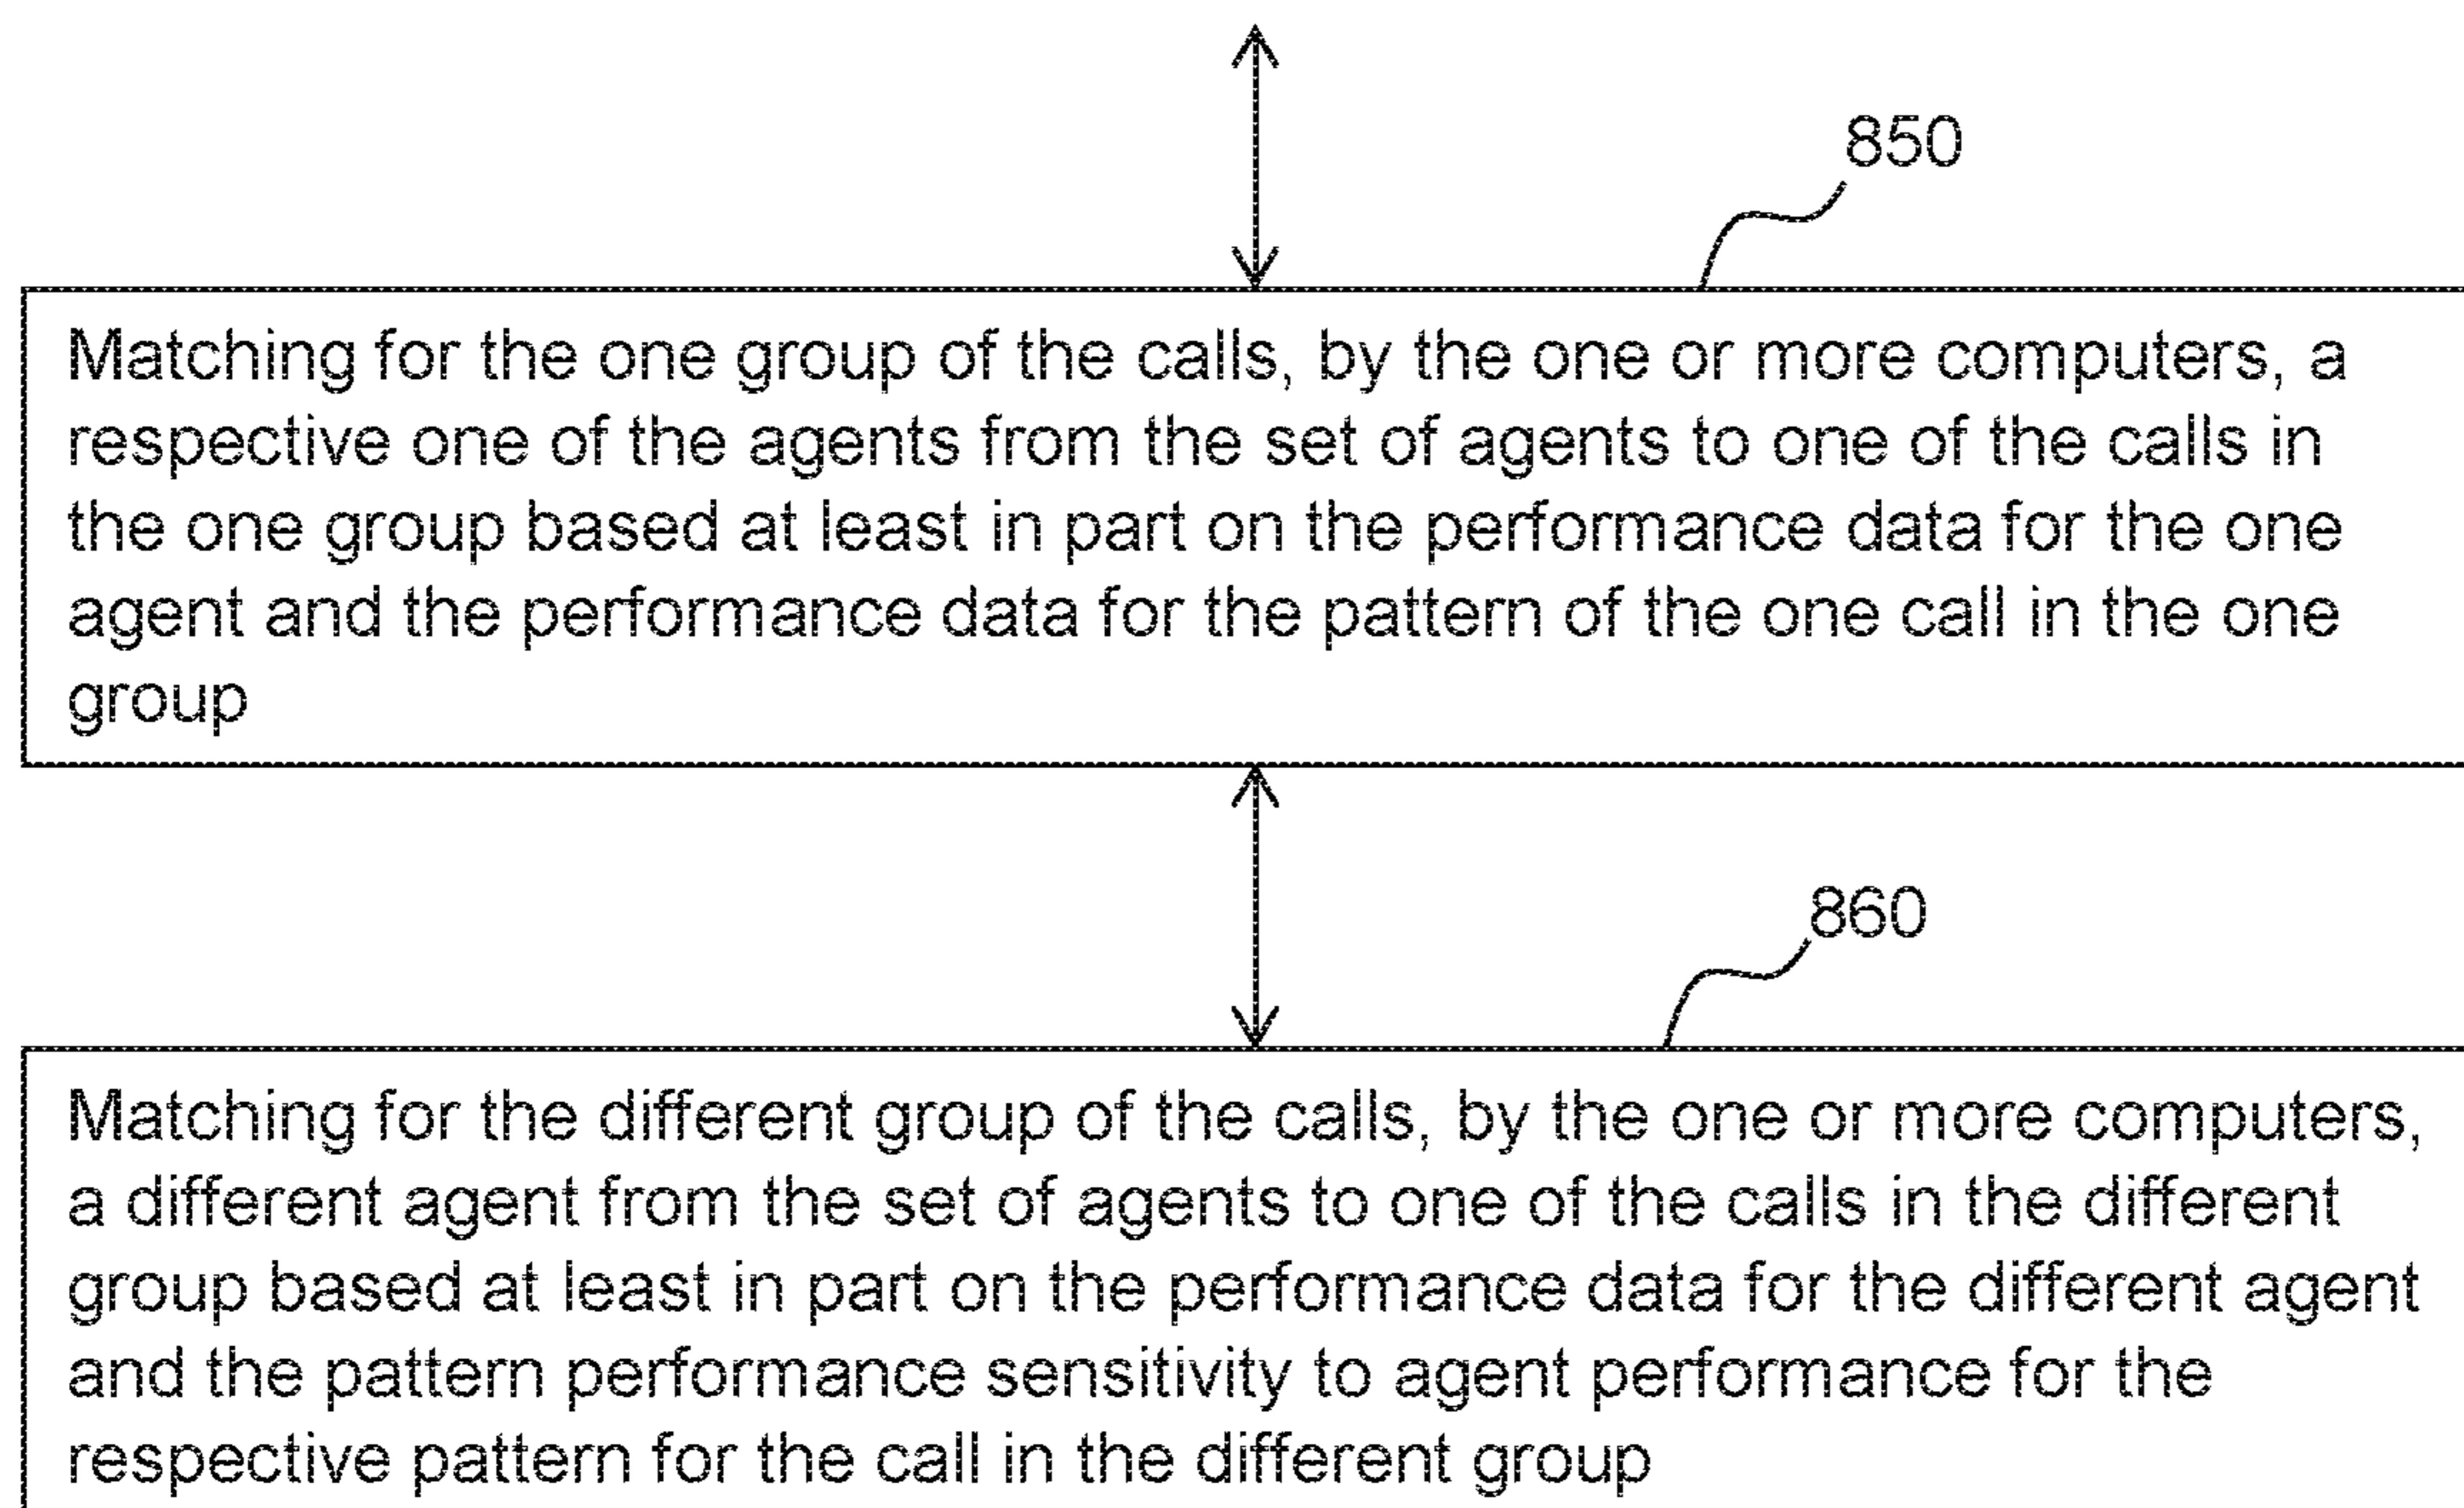 850
Matching for the one group of the calls, by the one or more computers, a
respective one of the agents from the set of agents to one of the calls in
the one group based at least in part on the performance data for the one
agent and the performance data for the pattern of the one call in the one
group
860
Matching for the different group of the calls, by the one or more computers,
a different agent from the set of agents to one of the calls in the different
group based at least in part on the performance data for the different agent
and the pattern performance sensitivity to agent performance for the
respective pattern for the call in the different group